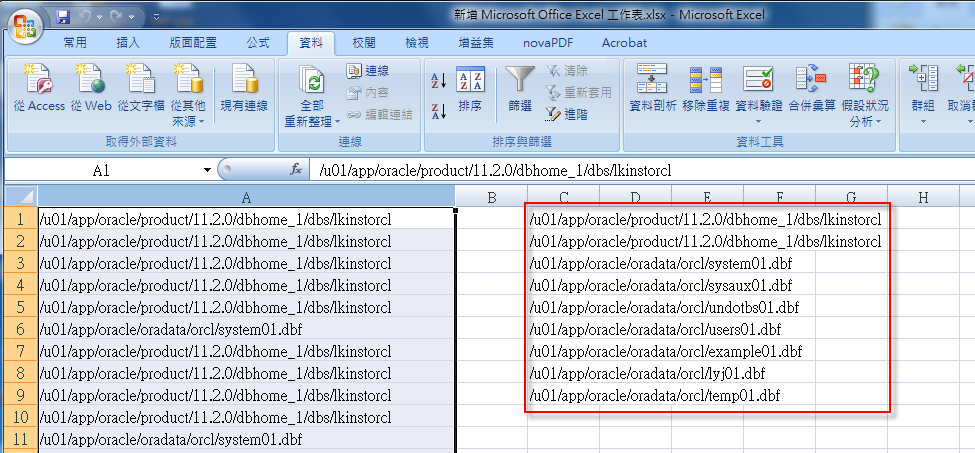 新增 Microsoft Office Excel 工作表.xlsx - Microsoft Excel
常用 插入 版面配置 公式 資料 校閱 檢視 增益集 novaPDF Acrobat
從 Access 從 Web 從文字檔 從其他來源 現有連線
取得外部資料
全部重新整理 連線 內容 編輯連結
連線
排序 篩選 清除 重新套用 進階
排序與篩選
資料剖析 移除重複 資料驗證 合併彙算 假設狀況分析
資料工具
群組 取消群
A1 fx /u01/app/oracle/product/11.2.0/dbhome_1/dbs/lkinstorcl
A B C D E F G H
1 /u01/app/oracle/product/11.2.0/dbhome_1/dbs/lkinstorcl /u01/app/oracle/product/11.2.0/dbhome_1/dbs/lkinstorcl
2 /u01/app/oracle/product/11.2.0/dbhome_1/dbs/lkinstorcl /u01/app/oracle/product/11.2.0/dbhome_1/dbs/lkinstorcl
3 /u01/app/oracle/product/11.2.0/dbhome_1/dbs/lkinstorcl /u01/app/oracle/oradata/orcl/system01.dbf
4 /u01/app/oracle/product/11.2.0/dbhome_1/dbs/lkinstorcl /u01/app/oracle/oradata/orcl/sysaux01.dbf
5 /u01/app/oracle/product/11.2.0/dbhome_1/dbs/lkinstorcl /u01/app/oracle/oradata/orcl/undotbs01.dbf
6 /u01/app/oracle/oradata/orcl/system01.dbf /u01/app/oracle/oradata/orcl/users01.dbf
7 /u01/app/oracle/product/11.2.0/dbhome_1/dbs/lkinstorcl /u01/app/oracle/oradata/orcl/example01.dbf
8 /u01/app/oracle/product/11.2.0/dbhome_1/dbs/lkinstorcl /u01/app/oracle/oradata/orcl/lyj01.dbf
9 /u01/app/oracle/product/11.2.0/dbhome_1/dbs/lkinstorcl /u01/app/oracle/oradata/orcl/temp01.dbf
10 /u01/app/oracle/product/11.2.0/dbhome_1/dbs/lkinstorcl
11 /u01/app/oracle/oradata/orcl/system01.dbf